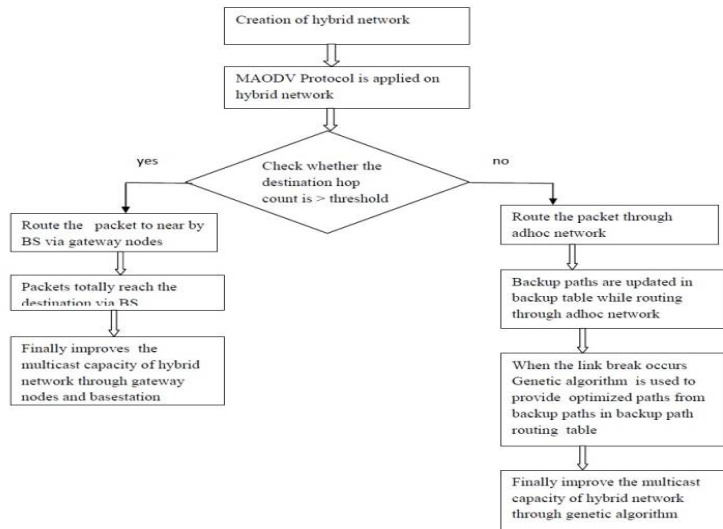 Creation of hybrid network
MAODV Protocol is applied on
hybrid network
yes
no
Check whether the
destination hop
count is > threshold
Route the packet to near by
BS via gateway nodes
Packets totally reach the
destination via BS
Finally improves the
multicast capacity of hybrid
network through gateway
nodes and basestation
Route the packet through
adhoc network
Backup paths are updated in
backup table while routing
through adhoc network
When the link break occurs
Genetic algorithm is used to
provide optimized paths from
backup paths in backup path
routing table
Finally improve the multicast
capacity of hybrid network
through genetic algorithm